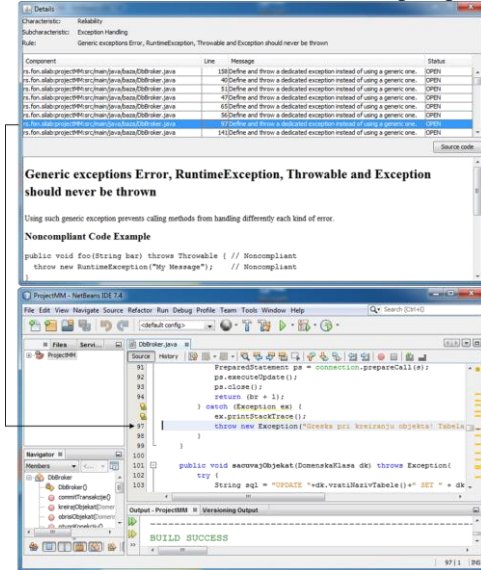 Details
Characteristic: Reliability
Subcharacteristic: Exception Handling
Rule: Generic exceptions Error, RuntimeException, Throwable and Exception should never be thrown
Component Line Message Status
rs.fon.silab:projectMM:src/main/java/baza/DbBroker.java 158 Define and throw a dedicated exception instead of using a generic one. OPEN
rs.fon.silab:projectMM:src/main/java/baza/DbBroker.java 40 Define and throw a dedicated exception instead of using a generic one. OPEN
rs.fon.silab:projectMM:src/main/java/baza/DbBroker.java 51 Define and throw a dedicated exception instead of using a generic one. OPEN
rs.fon.silab:projectMM:src/main/java/baza/DbBroker.java 47 Define and throw a dedicated exception instead of using a generic one. OPEN
rs.fon.silab:projectMM:src/main/java/baza/DbBroker.java 65 Define and throw a dedicated exception instead of using a generic one. OPEN
rs.fon.silab:projectMM:src/main/java/baza/DbBroker.java 56 Define and throw a dedicated exception instead of using a generic one. OPEN
rs.fon.silab:projectMM:src/main/java/baza/DbBroker.java 97 Define and throw a dedicated exception instead of using a generic one. OPEN
rs.fon.silab:projectMM:src/main/java/baza/DbBroker.java 141 Define and throw a dedicated exception instead of using a generic one. OPEN
Source code
Generic exceptions Error, RuntimeException, Throwable and Exception
should never be thrown
Using such generic exception prevents calling methods from handling differently each kind of error.
Noncompliant Code Example
public void foo(String bar) throws Throwable { // Noncompliant
throw new RuntimeException("My Message"); // Noncompliant
}
ProjectMM - NetBeans IDE 7.4
File Edit View Navigate Source Refactor Run Debug Profile Team Tools Window Help Search (Ctrl+I)
<default config>
Files Servi... DbBroker.java
ProjectMM
Source History
91 PreparedStatement ps = connection.prepareCall(s);
92 ps.executeUpdate();
93 ps.close();
94 return (br + 1);
} catch (Exception ex) {
ex.printStackTrace();
97 throw new Exception("Greska pri kreiranju objekta! Tabela
98 }
99 }
100
101 public void sacuvajObjekat(DomenskaKlasa dk) throws Exception{
102 try {
103 String sql = "UPDATE "+dk.vratiNazivTabele()+" SET " + dk
Navigator
Members <...
DbBroker
DbBroker()
commitTransakcije()
kreirajObjekat(Domen
obrisiObjekat(Domens
Output - ProjectMM Versioning Output
BUILD SUCCESS
97|1 INS